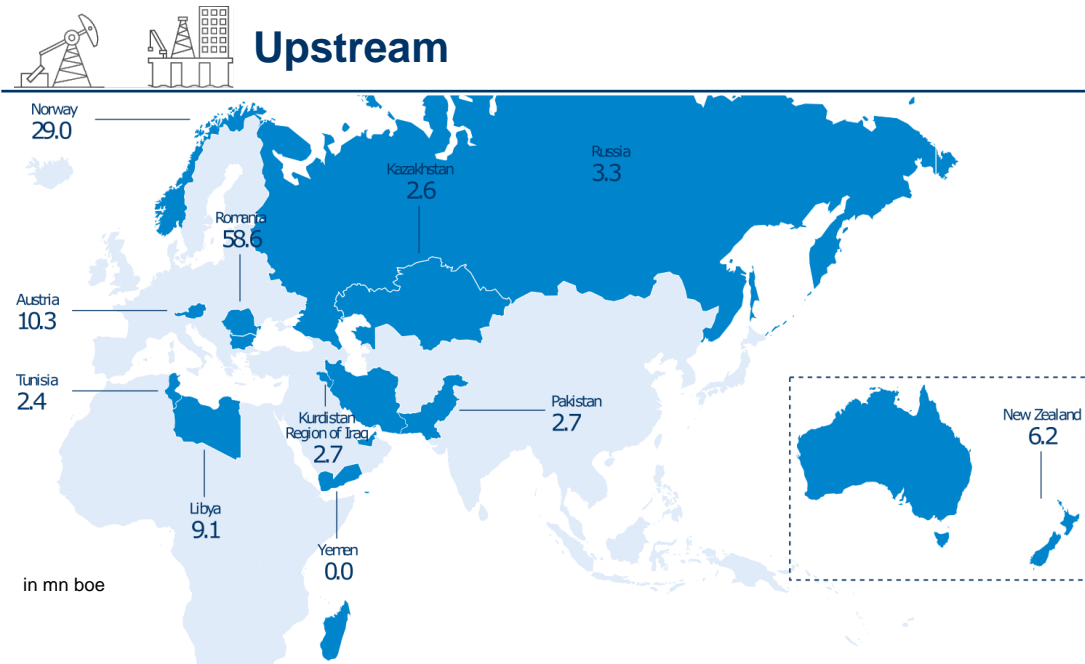 Upstream
Norway
29.0
Russia
3.3
Kazakhstan
2.6
Romania
58.6
Austria
10.3
Tunisia
2.4
Kurdistan
Region of Iraq
2.7
Pakistan
2.7
New Zealand
6.2
Libya
9.1
Yemen
0.0
in mn boe